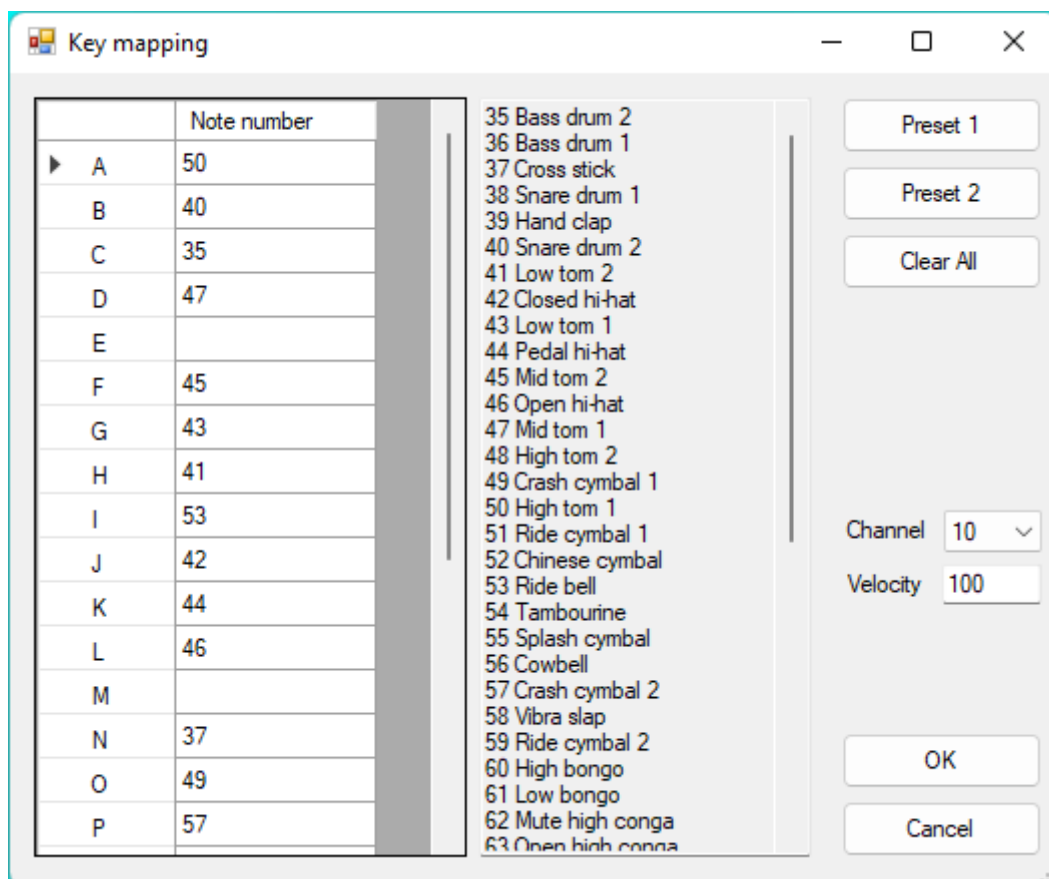 Key mapping
Note number
A 50
B 40
C 35
D 47
E
F 45
G 43
H 41
I 53
J 42
K 44
L 46
M
N 37
O 49
P 57
35 Bass drum 2
36 Bass drum 1
37 Cross stick
38 Snare drum 1
39 Hand clap
40 Snare drum 2
41 Low tom 2
42 Closed hi-hat
43 Low tom 1
44 Pedal hi-hat
45 Mid tom 2
46 Open hi-hat
47 Mid tom 1
48 High tom 2
49 Crash cymbal 1
50 High tom 1
51 Ride cymbal 1
52 Chinese cymbal
53 Ride bell
54 Tambourine
55 Splash cymbal
56 Cowbell
57 Crash cymbal 2
58 Vibra slap
59 Ride cymbal 2
60 High bongo
61 Low bongo
62 Mute high conga
63 Open high conga
Preset 1
Preset 2
Clear All
Channel 10
Velocity 100
OK
Cancel